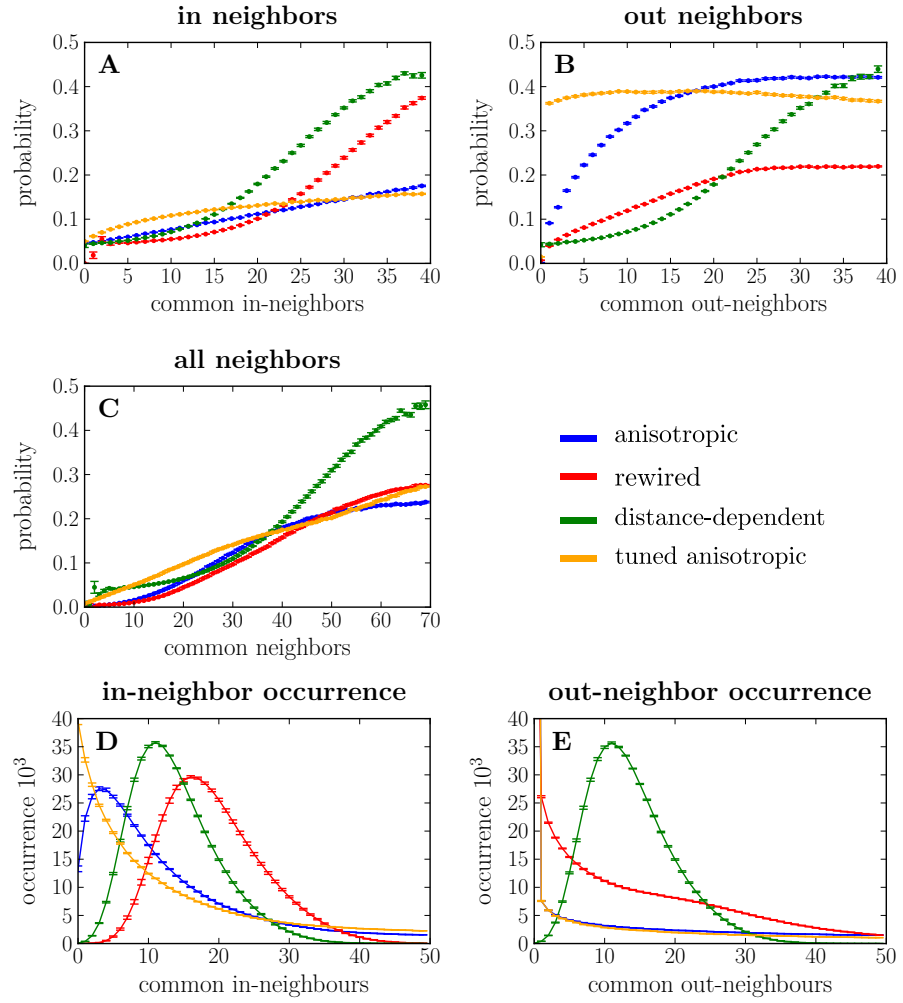 in neighbors
out neighbors
A
0.5
0.4
0.3
0.2
0.1
0.0
probability
0 5 10 15 20 25 30 35 40
common in-neighbors
B
0.5
0.4
0.3
0.2
0.1
0.0
probability
0 5 10 15 20 25 30 35 40
common out-neighbors
all neighbors
C
0.5
0.4
0.3
0.2
0.1
0.0
probability
0 10 20 30 40 50 60 70
common neighbors
anisotropic
rewired
distance-dependent
tuned anisotropic
in-neighbor occurrence
out-neighbor occurrence
D
40
35
30
25
20
15
10
5
0
occurrence 10³
0 10 20 30 40 50
common in-neighbours
E
40
35
30
25
20
15
10
5
0
occurrence 10³
0 10 20 30 40 50
common out-neighbours